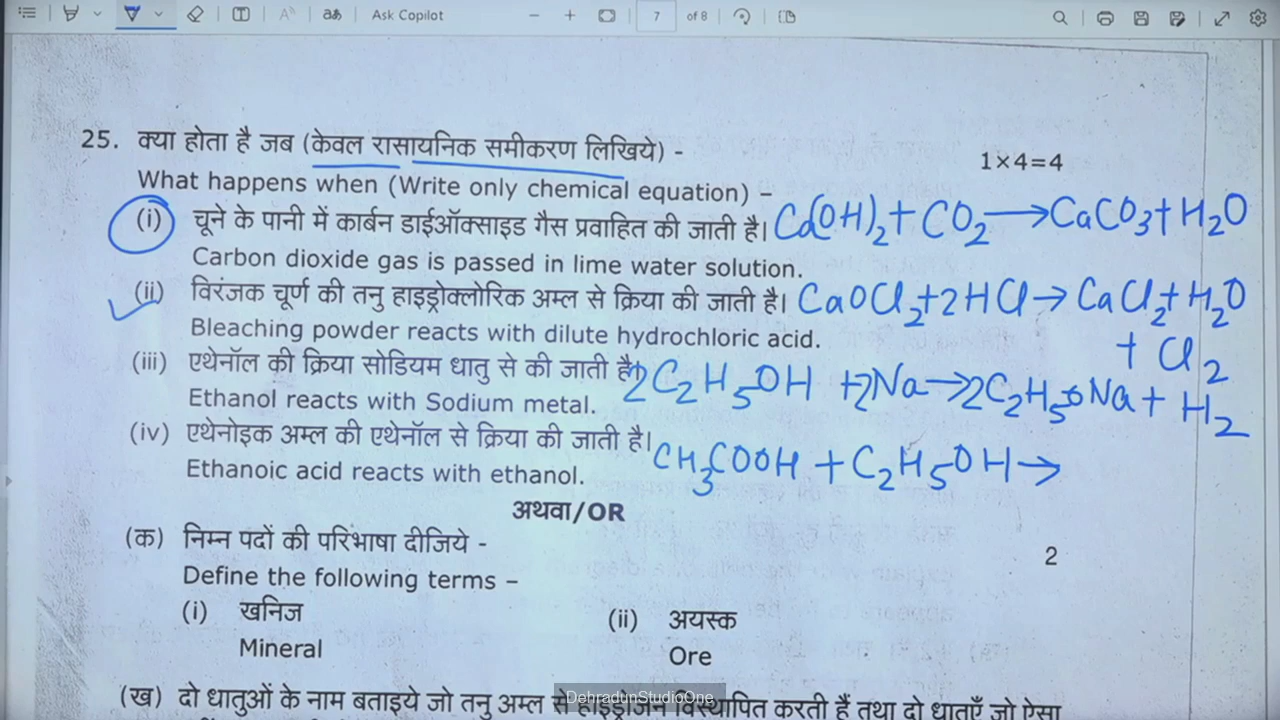 Ask Copilot
7 of 8
25. क्या होता है जब (केवल रासायनिक समीकरण लिखिये) -
1×4=4
What happens when (Write only chemical equation) –
(i) चूने के पानी में कार्बन डाईऑक्साइड गैस प्रवाहित की जाती है। Ca(OH)₂ + CO₂ → CaCO₃ + H₂O
Carbon dioxide gas is passed in lime water solution.
(ii) विरंजक चूर्ण की तनु हाइड्रोक्लोरिक अम्ल से क्रिया की जाती है। CaOCl₂ + 2HCl → CaCl₂ + H₂O
Bleaching powder reacts with dilute hydrochloric acid. + Cl₂
(iii) एथेनॉल की क्रिया सोडियम धातु से की जाती है। 2C₂H₅OH + 2Na → 2C₂H₅ONa + H₂
Ethanol reacts with Sodium metal.
(iv) एथेनोइक अम्ल की एथेनॉल से क्रिया की जाती है। CH₃COOH + C₂H₅OH →
Ethanoic acid reacts with ethanol.
अथवा/OR
(क) निम्न पदों की परिभाषा दीजिये -
2
Define the following terms –
(i) खनिज (ii) अयस्क
Mineral Ore
DehradunStudioOne
(ख) दो धातुओं के नाम बताइये जो तनु अम्ल से हाइड्रोजन विस्थापित करती हैं तथा दो धातुएँ जो ऐसा